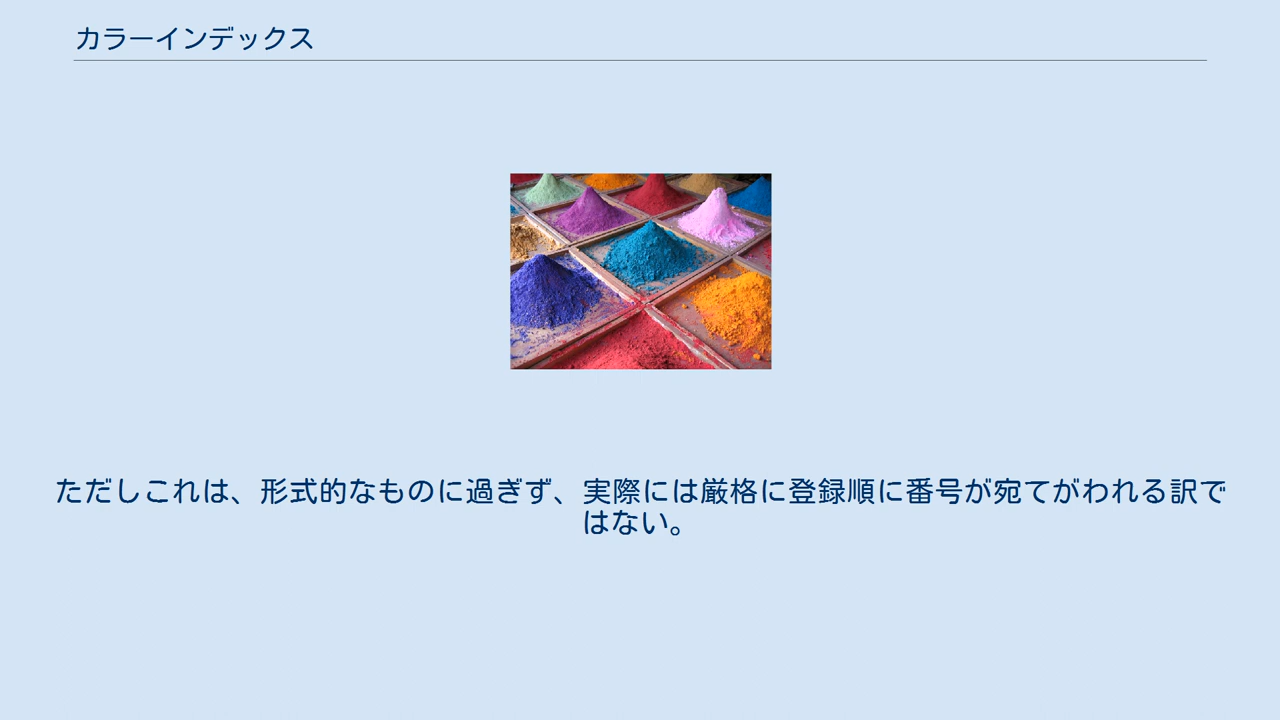 カラーインデックス
ただしこれは、形式的なものに過ぎず、実際には厳格に登録順に番号が宛てがわれる訳で
はない。